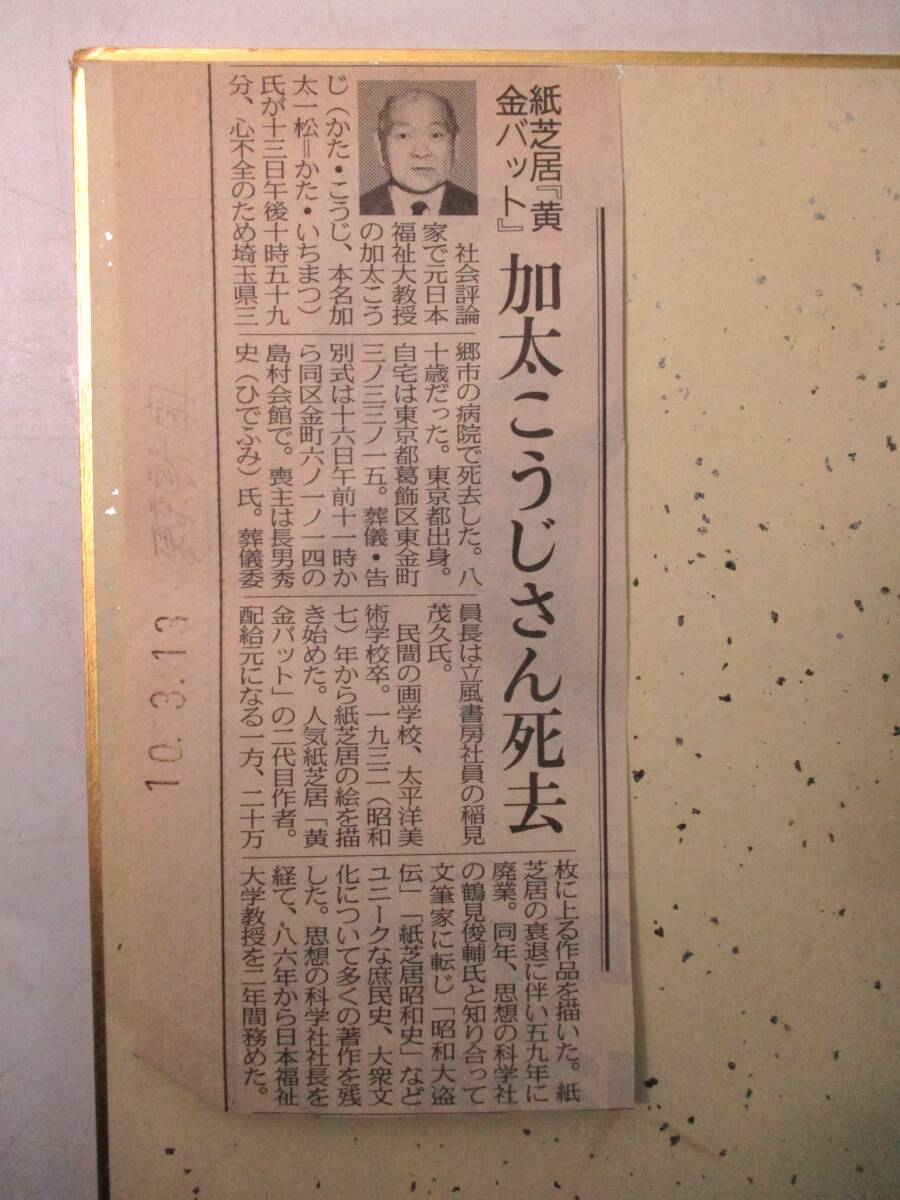 紙芝居『黄
金バット』
加太こうじさん死去
社会評論
家で元日本
福祉大教授
の加太こう
じ(かた・こうじ、本名加
太一松=かた・いちまつ)
氏が十三日午後十時五十九
分、心不全のため埼玉県三
郷市の病院で死去した。八
十歳だった。東京都出身。
自宅は東京都葛飾区東金町
三ノ三三ノ一五。葬儀・告
別式は十六日午前十一時か
ら同区金町六ノ一ノ一四の
島村会館で。喪主は長男秀
史(ひでふみ)氏。葬儀委
員長は立風書房社員の稲見
茂久氏。
民間の画学校、太平洋美
術学校卒。一九三二(昭和
七)年から紙芝居の絵を描
き始めた。人気紙芝居「黄
金バット」の二代目作者。
配給元になる一方、二十万
枚に上る作品を描いた。紙
芝居の衰退に伴い五九年に
廃業。同年、思想の科学社
の鶴見俊輔氏と知り合って
文筆家に転じ「昭和大盗
伝」「紙芝居昭和史」など
ユニークな庶民史、大衆文
化について多くの著作を残
した。思想の科学社社長を
経て、八六年から日本福祉
大学教授を二年間務めた。
10.3.13